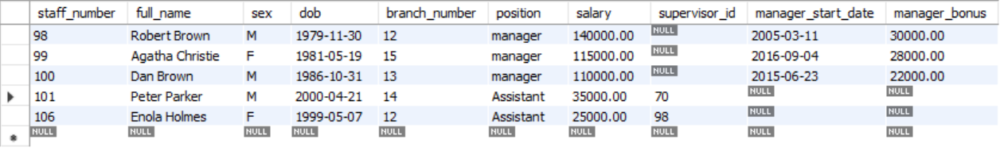 staff_number full_name sex dob branch_number position salary supervisor_id manager_start_date manager_bonus
98 Robert Brown M 1979-11-30 12 manager 140000.00 NULL 2005-03-11 30000.00
99 Agatha Christie F 1981-05-19 15 manager 115000.00 NULL 2016-09-04 28000.00
100 Dan Brown M 1986-10-31 13 manager 110000.00 NULL 2015-06-23 22000.00
101 Peter Parker M 2000-04-21 14 Assistant 35000.00 70 NULL NULL
106 Enola Holmes F 1999-05-07 12 Assistant 25000.00 98 NULL NULL
NULL NULL NULL NULL NULL NULL NULL NULL NULL NULL